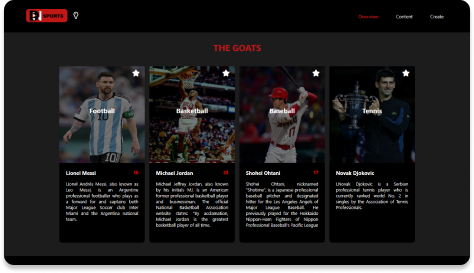 SPORTS
Overview
Content
Create
THE GOATS
Football
Basketball
Baseball
Tennis
10
Lionel Messi 10
Lionel Andrés Messi, also known as
Leo Messi, is an Argentine
professional footballer who plays as
a forward for and captains both
Major League Soccer club Inter
Miami and the Argentina national
team.
Michael Jordan 23
Michael Jeffrey Jordan, also known
by his initials MJ, is an American
former professional basketball player
and businessman. The official
National Basketball Association
website states: "By acclamation,
Michael Jordan is the greatest
basketball player of all time.
Shohei Ohtani 17
Shohei Ohtani, nicknamed
"Shotime", is a Japanese professional
baseball pitcher and designated
hitter for the Los Angeles Angels of
Major League Baseball. He
previously played for the Hokkaido
Nippon-Ham Fighters of Nippon
Professional Baseball's Pacific League
Novak Djokovic
Novak Djokovic is a Serbian
professional tennis player who is
currently ranked world No. 2 in
singles by the Association of Tennis
Professionals.